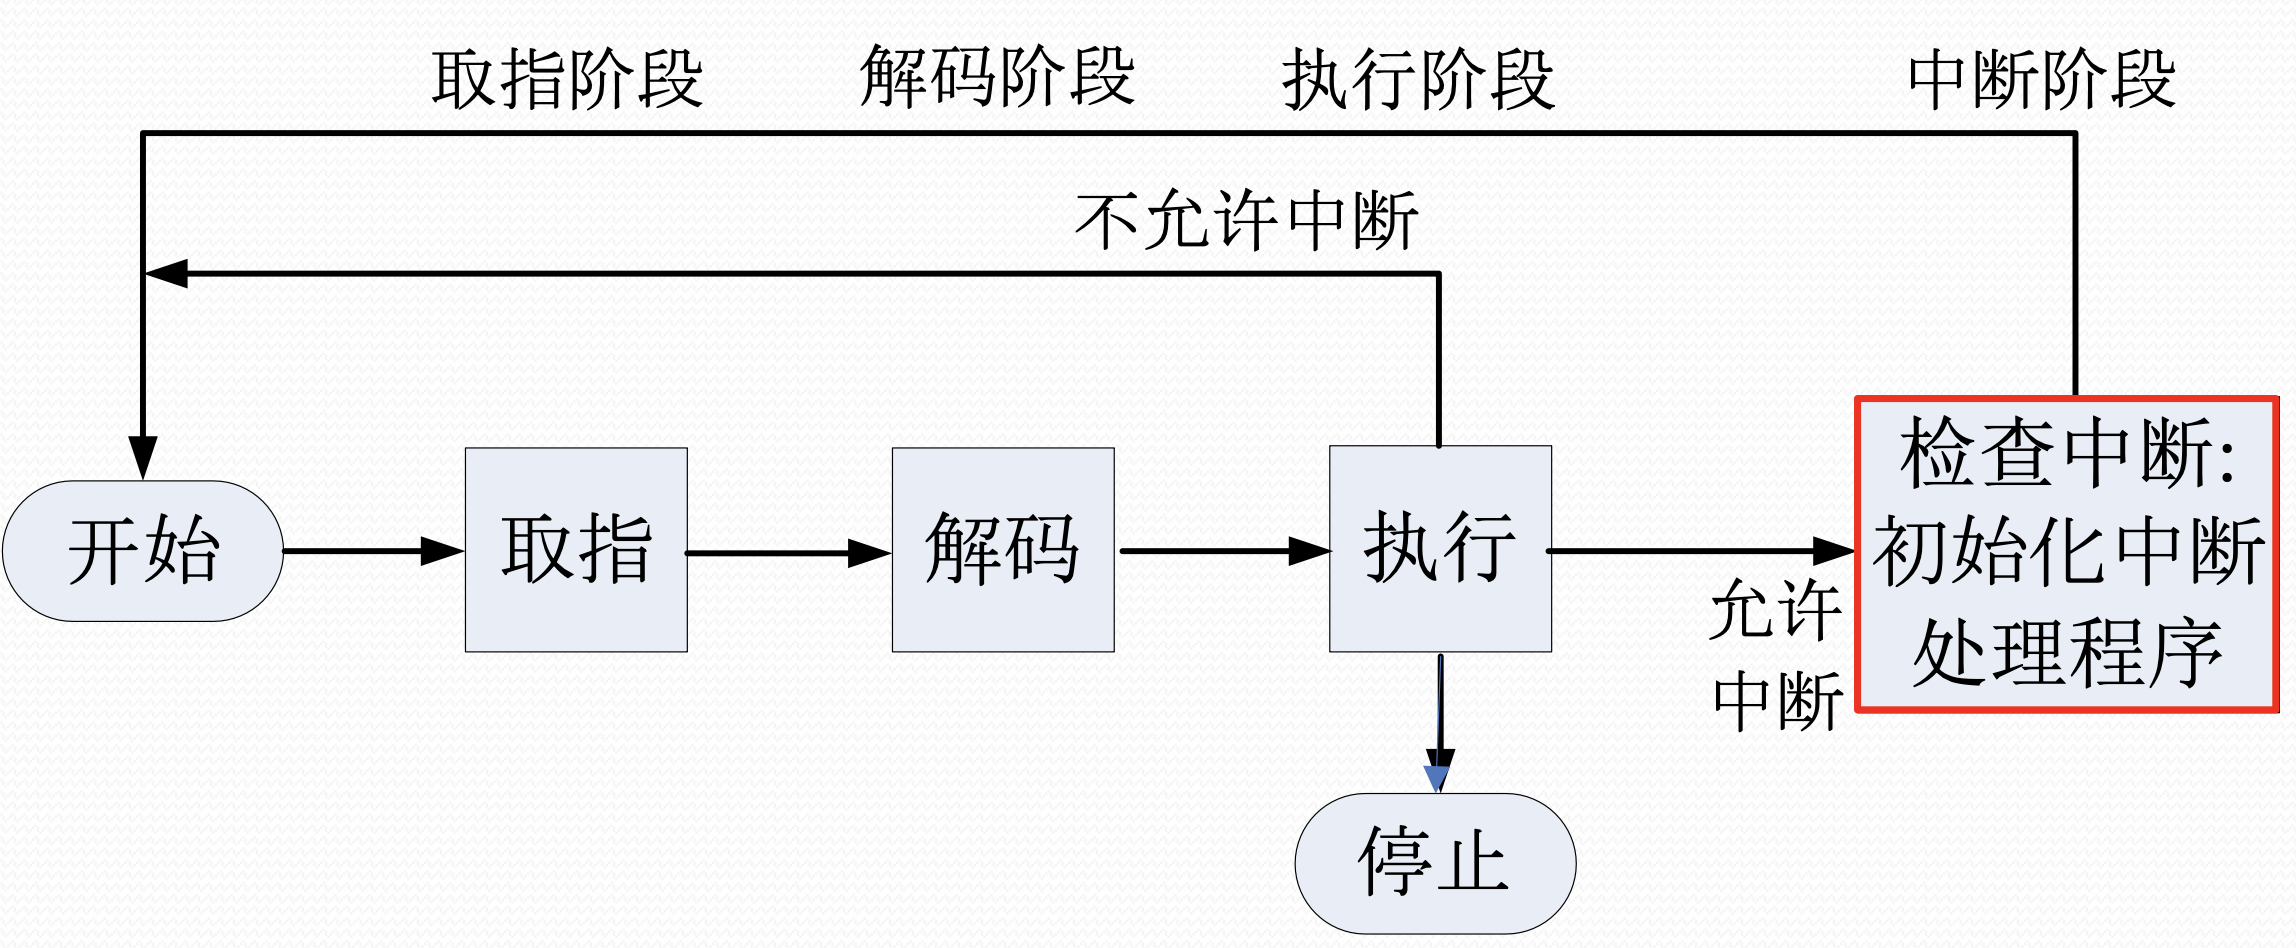 取指阶段
解码阶段
执行阶段
中断阶段
不允许中断
开始
取指
解码
执行
允许
中断
检查中断:
初始化中断
处理程序
停止